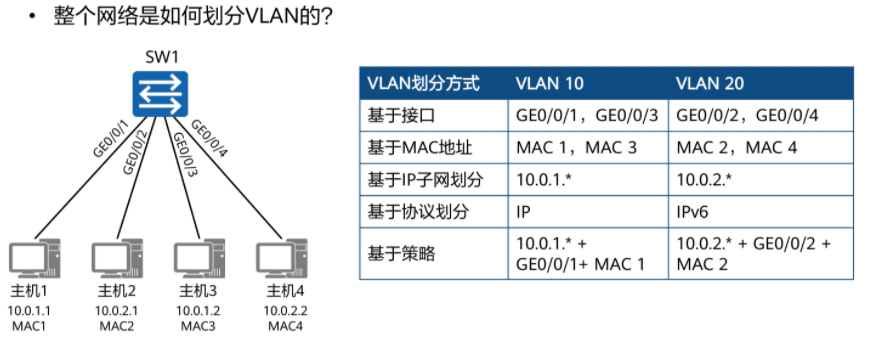 • 整个网络是如何划分VLAN的?
SW1
GE0/0/1
GE0/0/2
GE0/0/3
GE0/0/4
主机1 主机2 主机3 主机4
10.0.1.1 10.0.2.1 10.0.1.2 10.0.2.2
MAC1 MAC2 MAC3 MAC4
VLAN划分方式 VLAN 10 VLAN 20
基于接口 GE0/0/1，GE0/0/3 GE0/0/2，GE0/0/4
基于MAC地址 MAC 1，MAC 3 MAC 2，MAC 4
基于IP子网划分 10.0.1.* 10.0.2.*
基于协议划分 IP IPv6
基于策略 10.0.1.* + 10.0.2.* + GE0/0/2 +
GE0/0/1+ MAC 1 MAC 2